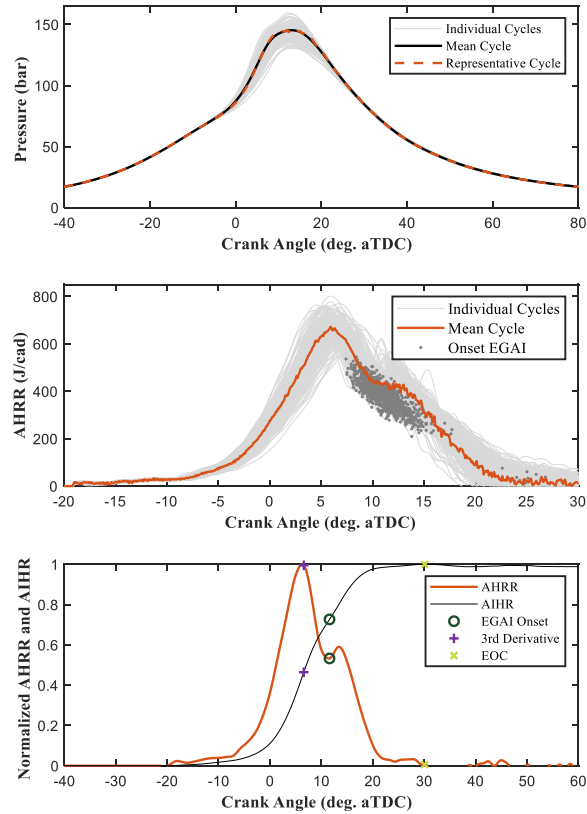 150
100
50
0
Pressure (bar)
Individual Cycles
Mean Cycle
Representative Cycle
-40 -20 0 20 40 60 80
Crank Angle (deg. aTDC)
800
600
400
200
0
AHRR (J/cad)
Individual Cycles
Mean Cycle
Onset EGAI
-20 -15 -10 -5 0 5 10 15 20 25 30
Crank Angle (deg. aTDC)
1
0.8
0.6
0.4
0.2
0
Normalized AHRR and AIHR
AHRR
AIHR
EGAI Onset
3rd Derivative
EOC
-40 -30 -20 -10 0 10 20 30 40 50 60
Crank Angle (deg. aTDC)